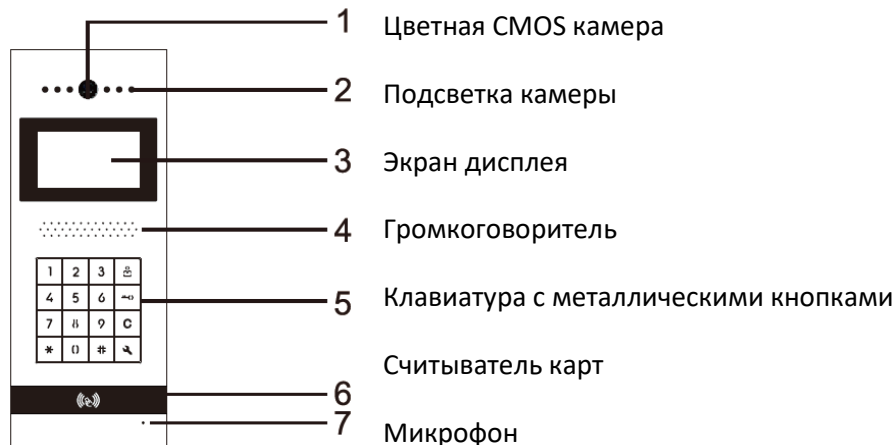 1 Цветная CMOS камера
2 Подсветка камеры
3 Экран дисплея
4 Громкоговоритель
1 2 3
4 5 6
5 Клавиатура с металлическими кнопками
7 8 9 C
* 0 #
Считыватель карт
6
7
Микрофон